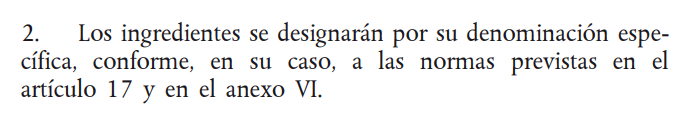 2. Los ingredientes se designarán por su denominación espe-
cífica, conforme, en su caso, a las normas previstas en el
artículo 17 y en el anexo VI.